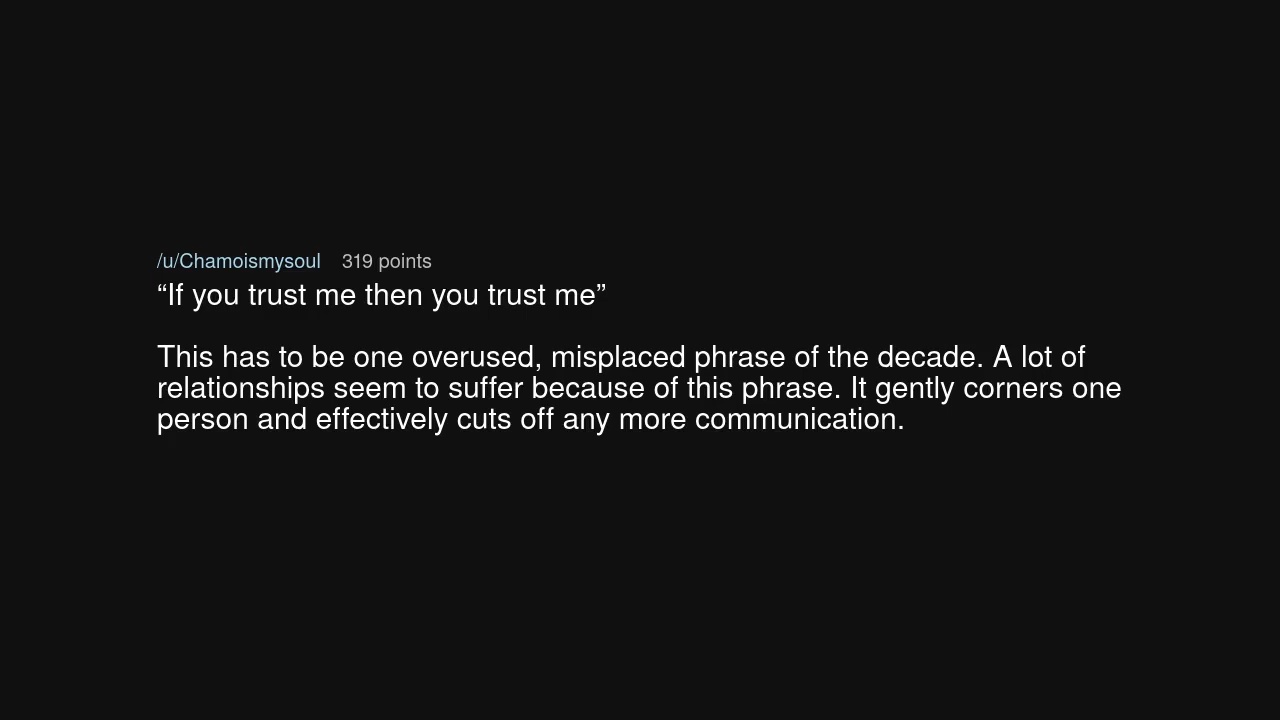 /u/Chamoismysoul 319 points
“If you trust me then you trust me”
This has to be one overused, misplaced phrase of the decade. A lot of
relationships seem to suffer because of this phrase. It gently corners one
person and effectively cuts off any more communication.